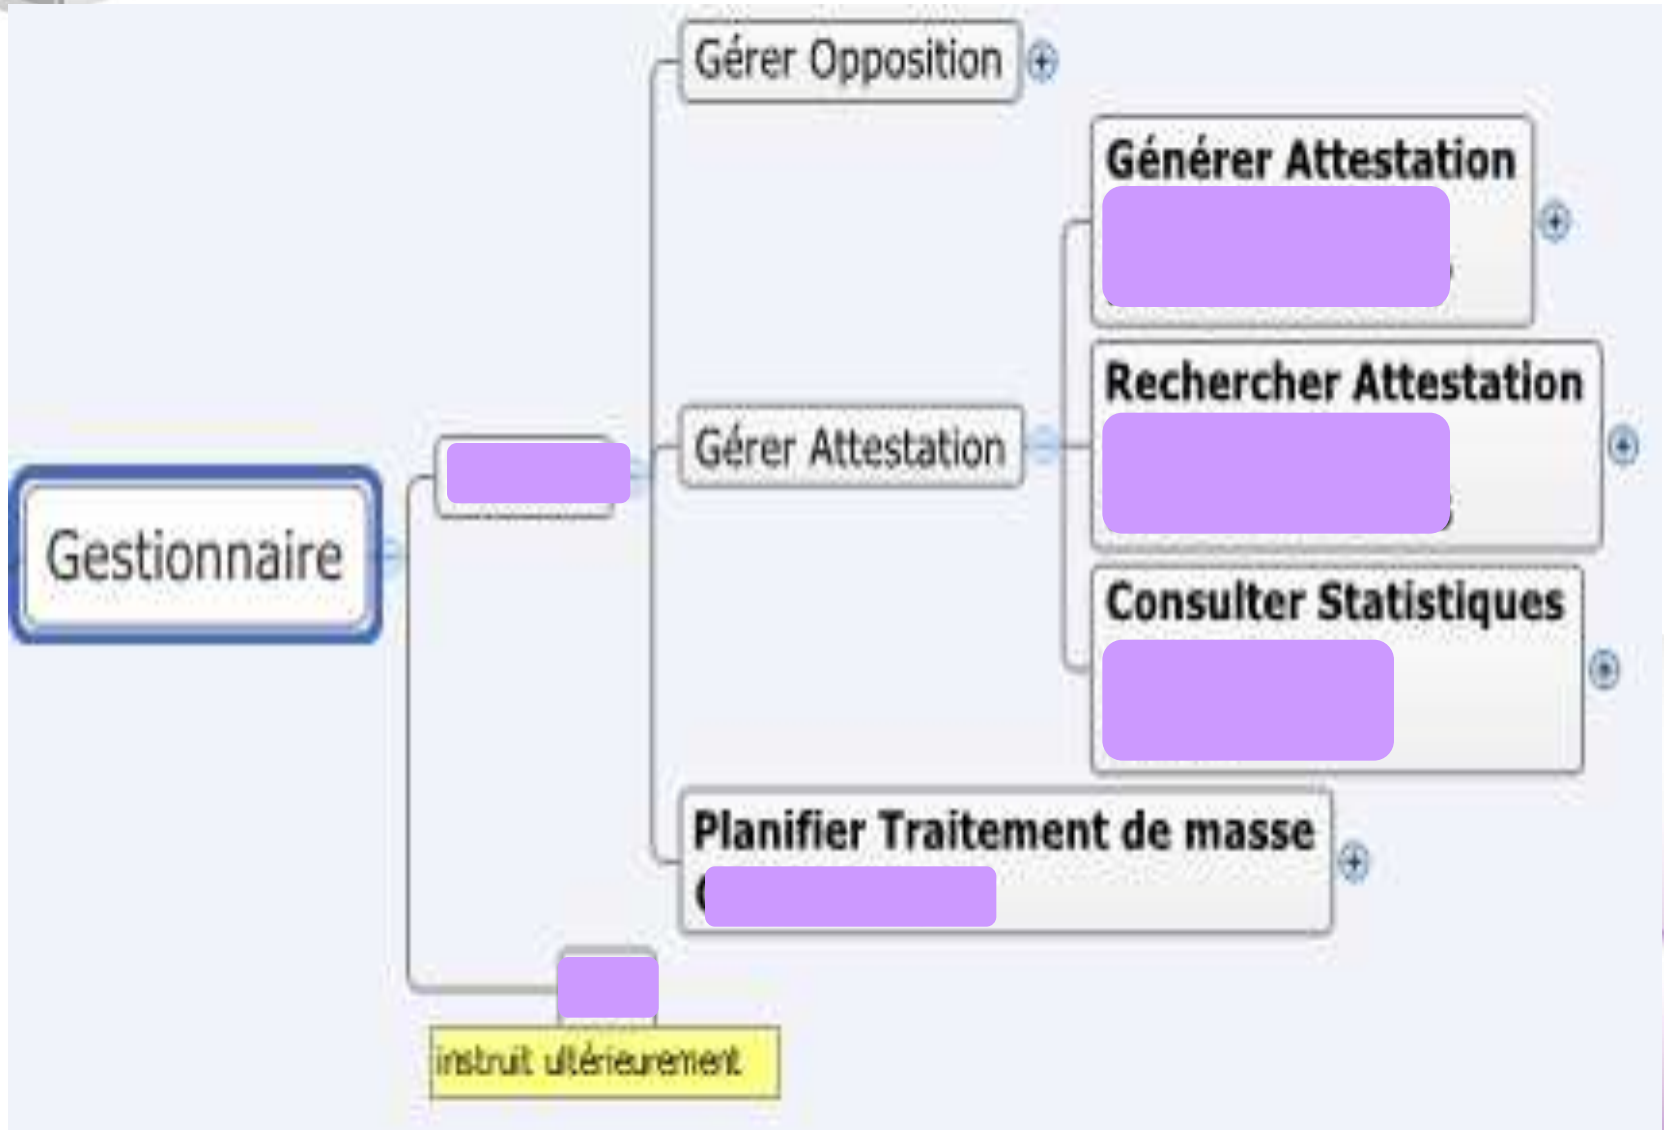 Gérer Opposition
Générer Attestation
Rechercher Attestation
Gérer Attestation
Gestionnaire
Consulter Statistiques
Planifier Traitement de masse
(
instruit ultérieurement